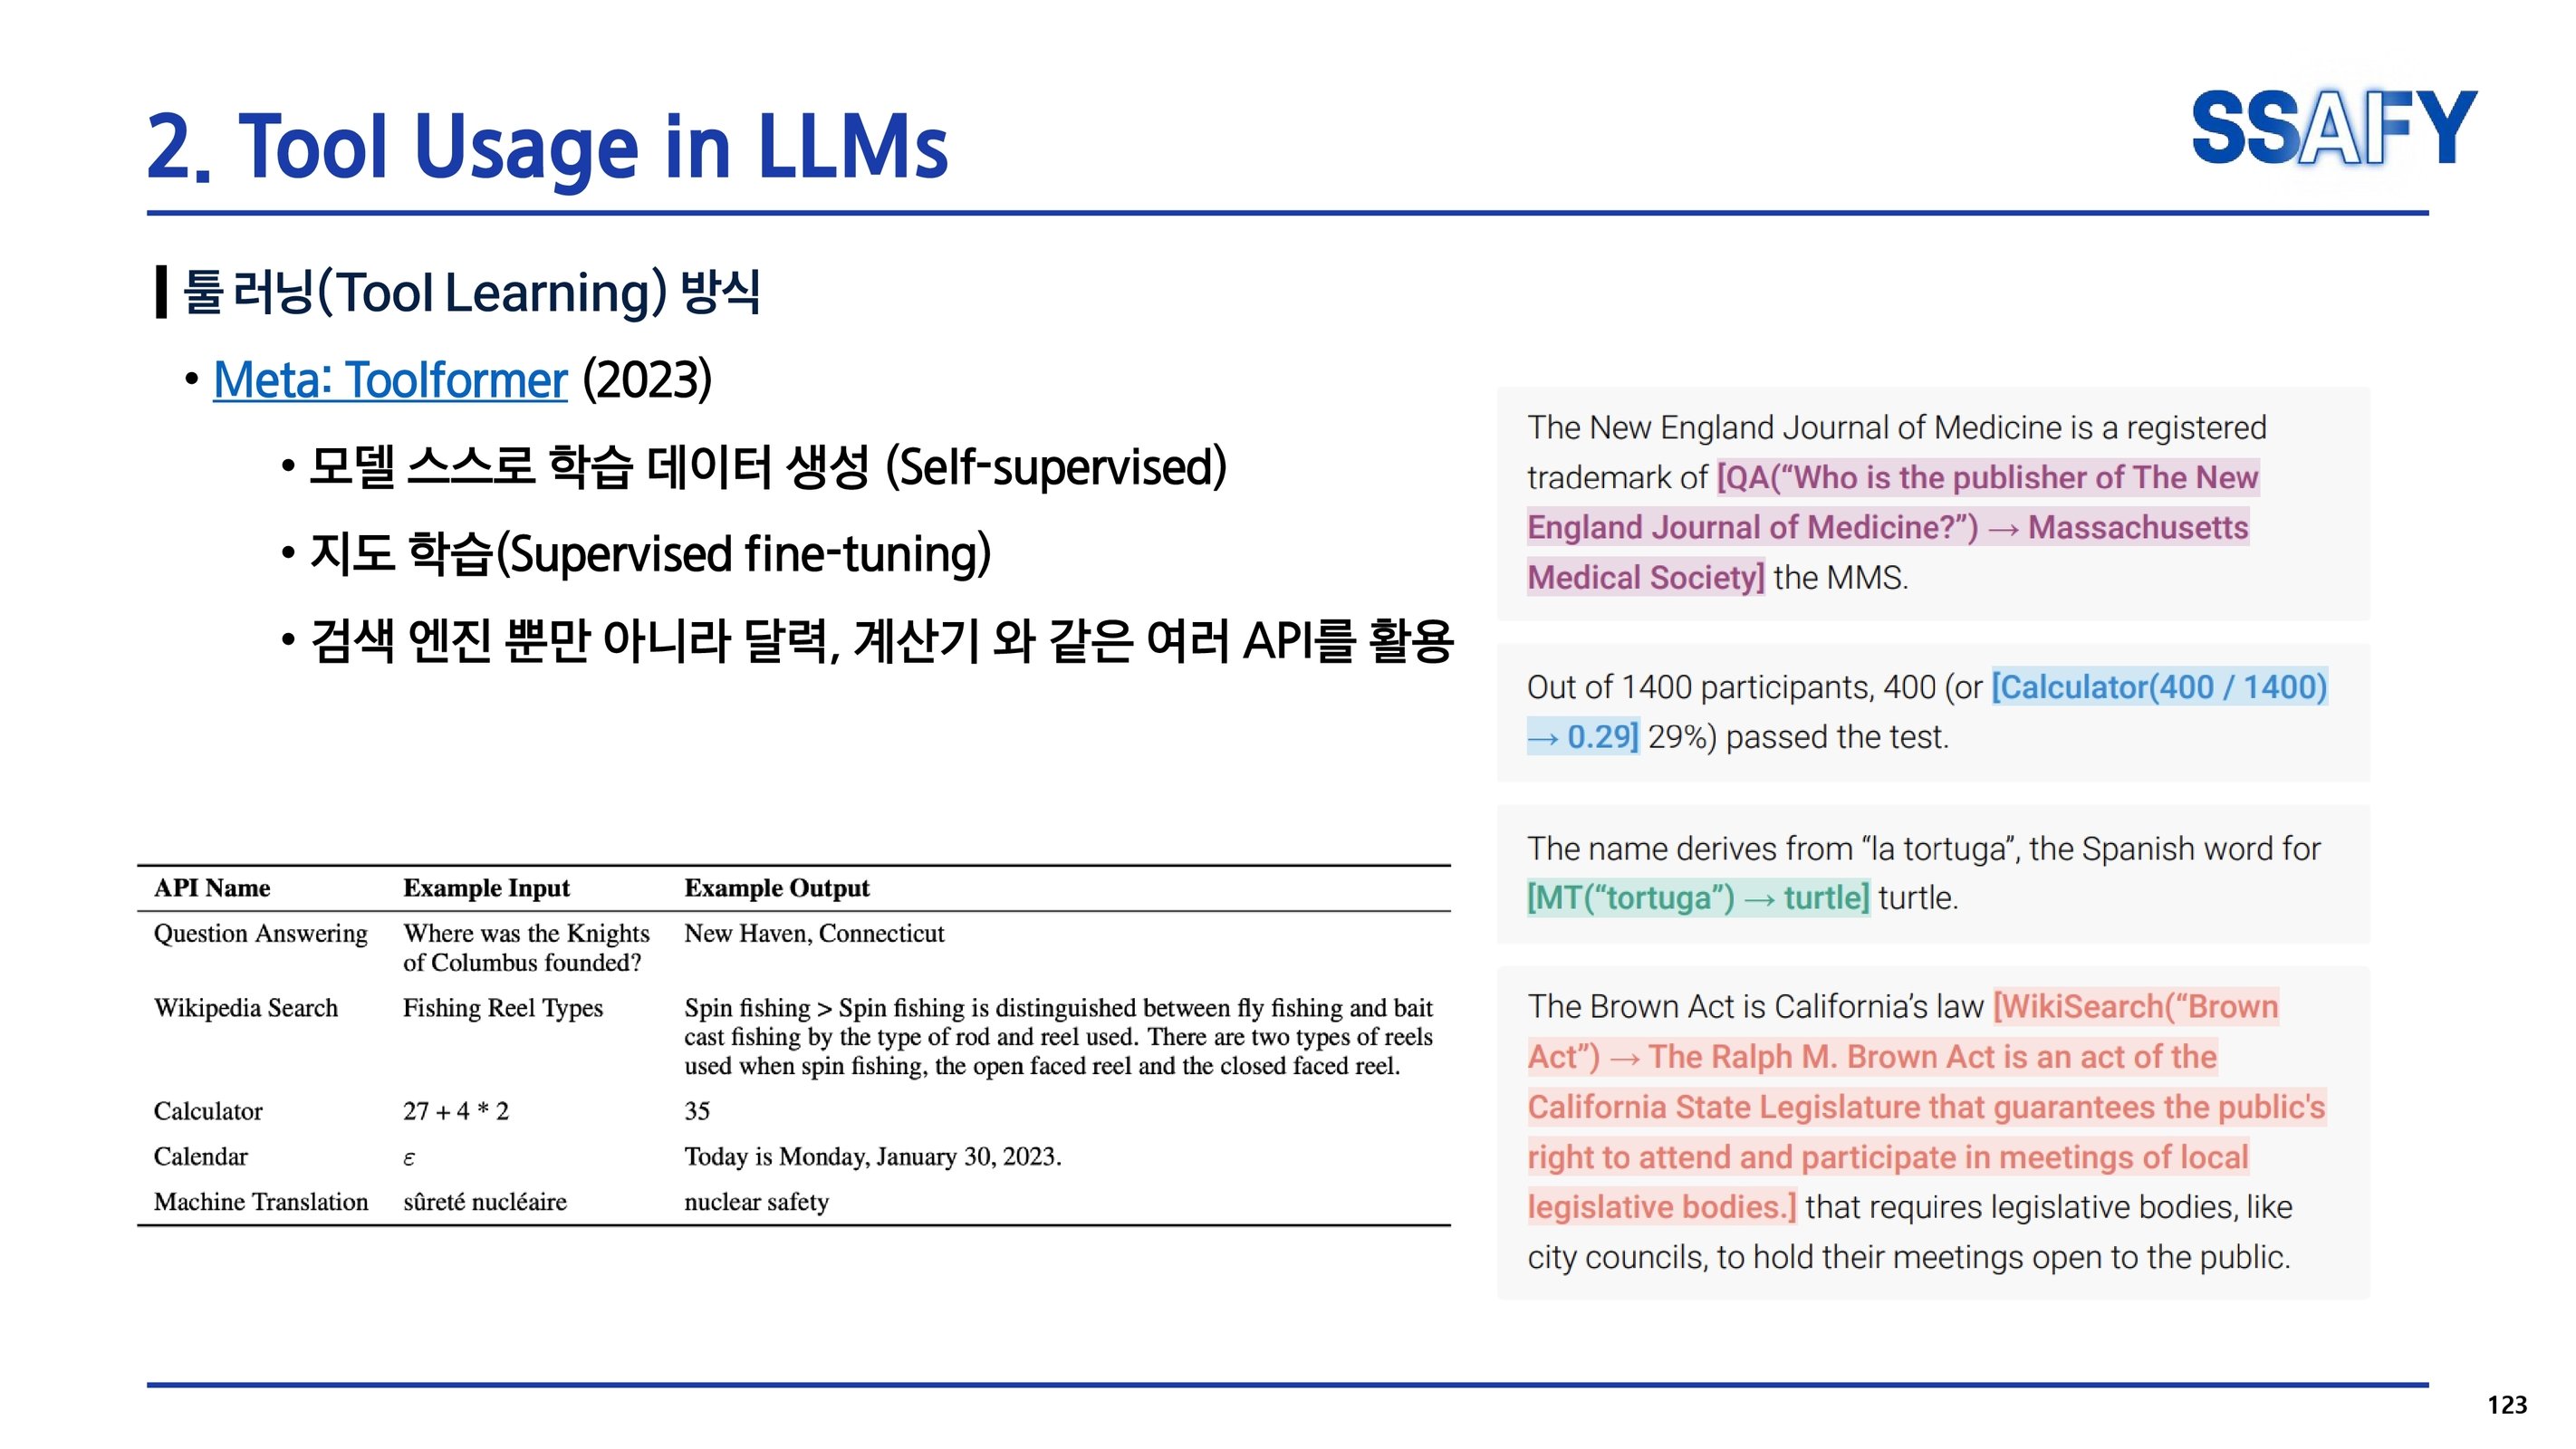 2. Tool Usage in LLMs
SSAFY
툴 러닝(Tool Learning) 방식
• Meta: Toolformer (2023)
• 모델 스스로 학습 데이터 생성 (Self-supervised)
• 지도 학습(Supervised fine-tuning)
• 검색 엔진 뿐만 아니라 달력, 계산기 와 같은 여러 API를 활용
API Name Example Input Example Output
Question Answering Where was the Knights New Haven, Connecticut
of Columbus founded?
Wikipedia Search Fishing Reel Types Spin fishing > Spin fishing is distinguished between fly fishing and bait
cast fishing by the type of rod and reel used. There are two types of reels
used when spin fishing, the open faced reel and the closed faced reel.
Calculator 27 + 4 * 2 35
Calendar ε Today is Monday, January 30, 2023.
Machine Translation sûreté nucléaire nuclear safety
The New England Journal of Medicine is a registered
trademark of [QA(“Who is the publisher of The New
England Journal of Medicine?”) → Massachusetts
Medical Society] the MMS.
Out of 1400 participants, 400 (or [Calculator(400 / 1400)
→ 0.29] 29%) passed the test.
The name derives from “la tortuga”, the Spanish word for
[MT(“tortuga”) → turtle] turtle.
The Brown Act is California’s law [WikiSearch(“Brown
Act”) → The Ralph M. Brown Act is an act of the
California State Legislature that guarantees the public's
right to attend and participate in meetings of local
legislative bodies.] that requires legislative bodies, like
city councils, to hold their meetings open to the public.
123